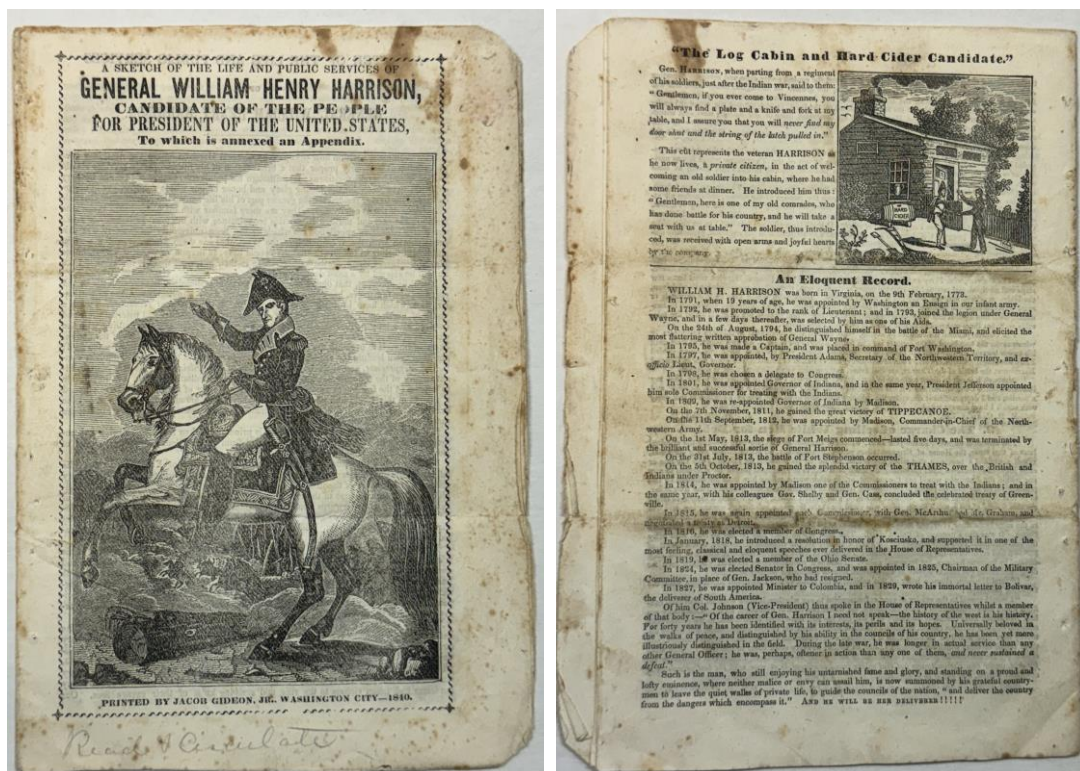 A SKETCH OF THE LIFE AND PUBLIC SERVICES OF
GENERAL WILLIAM HENRY HARRISON,
CANDIDATE OF THE PEOPLE
FOR PRESIDENT OF THE UNITED STATES,
To which is annexed an Appendix.
PRINTED BY JACOB GIDEON, JR. WASHINGTON CITY—1840.
Read & Circulate
"The Log Cabin and Hard Cider Candidate."
Gen. HARRISON, when parting from a regiment
of his soldiers, just after the Indian war, said to them:
"Gentlemen, if you ever come to Vincennes, you
will always find a plate and a knife and fork at my
table, and I assure you that you will never find my
door shut and the string of the latch pulled in."
This cut represents the veteran HARRISON as
he now lives, a private citizen, in the act of wel-
coming an old soldier into his cabin, where he had
some friends at dinner. He introduced him thus:
"Gentlemen, here is one of my old comrades, who
has done battle for his country, and he will take a
seat with us at table." The soldier, thus introdu-
ced, was received with open arms and joyful hearts
by the company.
HARD
CIDER
An Eloquent Record.
WILLIAM H. HARRISON was born in Virginia, on the 9th February, 1773.
In 1791, when 19 years of age, he was appointed by Washington an Ensign in our infant army.
In 1792, he was promoted to the rank of Lieutenant; and in 1793, joined the legion under General
Wayne, and in a few days thereafter, was selected by him as one of his Aids.
On the 24th of August, 1794, he distinguished himself in the battle of the Miami, and elicited the
most flattering written approbation of General Wayne.
In 1795, he was made a Captain, and was placed in command of Fort Washington.
In 1797, he was appointed, by President Adams, Secretary of the Northwestern Territory, and ex-
officio Lieut. Governor.
In 1798, he was chosen a delegate to Congress.
In 1801, he was appointed Governor of Indiana, and in the same year, President Jefferson appointed
him sole Commissioner for treating with the Indians.
In 1809, he was re-appointed Governor of Indiana by Madison.
On the 7th November, 1811, he gained the great victory of TIPPECANOE.
On the 11th September, 1812, he was appointed by Madison, Commander-in-Chief of the North-
western Army.
On the 1st May, 1813, the siege of Fort Meigs commenced—lasted five days, and was terminated by
the brilliant and successful sortie of General Harrison.
On the 31st July, 1813, the battle of Fort Stephenson occurred.
On the 5th October, 1813, he gained the splendid victory of the THAMES, over the British and
Indians under Proctor.
In 1814, he was appointed by Madison one of the Commissioners to treat with the Indians; and in
the same year, with his colleagues Gov. Shelby and Gen. Cass, concluded the celebrated treaty of Green-
ville.
In 1815, he was again appointed such Commissioner, with Gen. McArthur and Mr. Graham, and
negotiated a treaty at Detroit.
In 1816, he was elected a member of Congress.
In January, 1818, he introduced a resolution in honor of Kosciusko, and supported it in one of the
most feeling, classical and eloquent speeches ever delivered in the House of Representatives.
In 1819, he was elected a member of the Ohio Senate.
In 1824, he was elected Senator in Congress, and was appointed in 1825, Chairman of the Military
Committee, in place of Gen. Jackson, who had resigned.
In 1827, he was appointed Minister to Colombia, and in 1829, wrote his immortal letter to Bolivar,
the deliverer of South America.
Of him Col. Johnson (Vice-President) thus spoke in the House of Representatives whilst a member
of that body:—"Of the career of Gen. Harrison I need not speak—the history of the west is his history.
For forty years he has been identified with its interests, its perils and its hopes. Universally beloved in
the walks of peace, and distinguished by his ability in the councils of his country, he has been yet more
illustriously distinguished in the field. During the late war, he was longer in actual service than any
other General Officer; he was, perhaps, oftener in action than any one of them, and never sustained a
defeat."
Such is the man, who still enjoying his untarnished fame and glory, and standing on a proud and
lofty eminence, where neither malice or envy can assail him, is now summoned by his grateful country-
men to leave the quiet walks of private life, to guide the councils of the nation, "and deliver the country
from the dangers which encompass it." AND HE WILL BE HER DELIVERER!!!!!